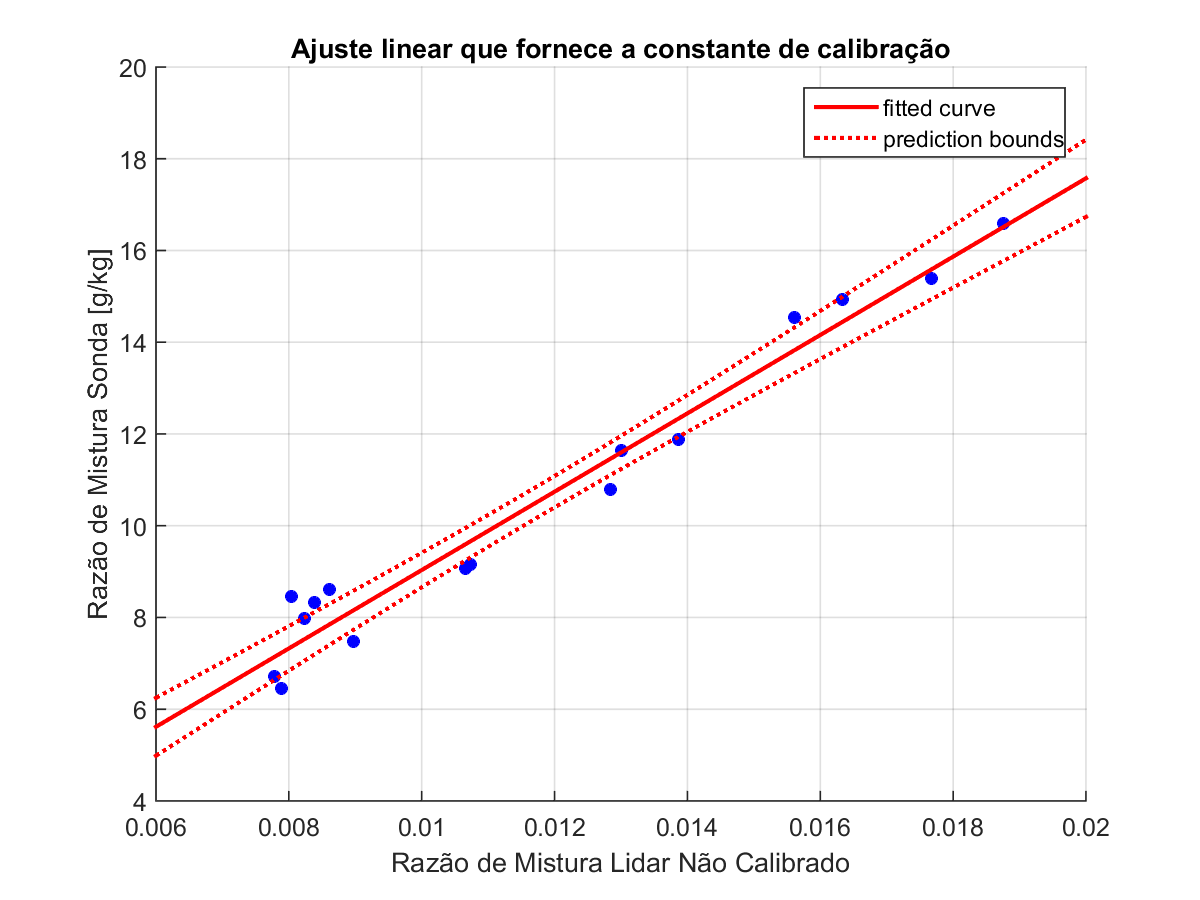 Ajuste linear que fornece a constante de calibração
fitted curve
prediction bounds
Razão de Mistura Sonda [g/kg]
20
18
16
14
12
10
8
6
4
0.006 0.008 0.01 0.012 0.014 0.016 0.018 0.02
Razão de Mistura Lidar Não Calibrado